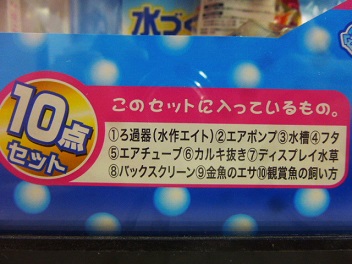 水づく
10点
セット
このセットに入っているもの。
①ろ過器(水作エイト)②エアポンプ③水槽④フタ
⑤エアチューブ⑥カルキ抜き⑦ディスプレイ水草
⑧バックスクリーン⑨金魚のエサ⑩観賞魚の飼い方